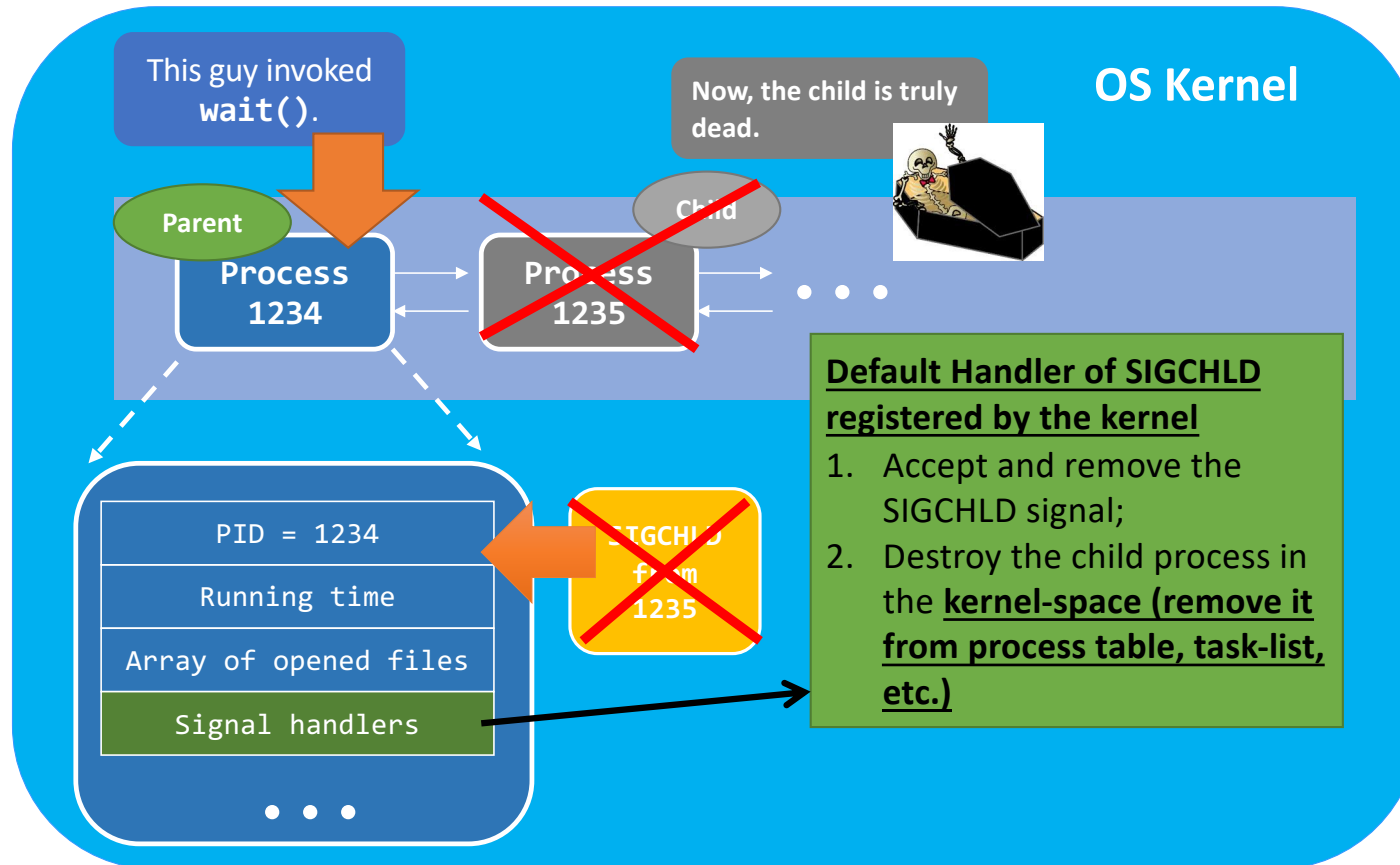 This guy invoked
wait().
Now, the child is truly
dead.
OS Kernel
Parent
Child
Process
1234
Process
1235
• • •
Default Handler of SIGCHLD
registered by the kernel
1. Accept and remove the
SIGCHLD signal;
2. Destroy the child process in
the kernel-space (remove it
from process table, task-list,
etc.)
PID = 1234
Running time
Array of opened files
Signal handlers
• • •
SIGCHLD
from
1235